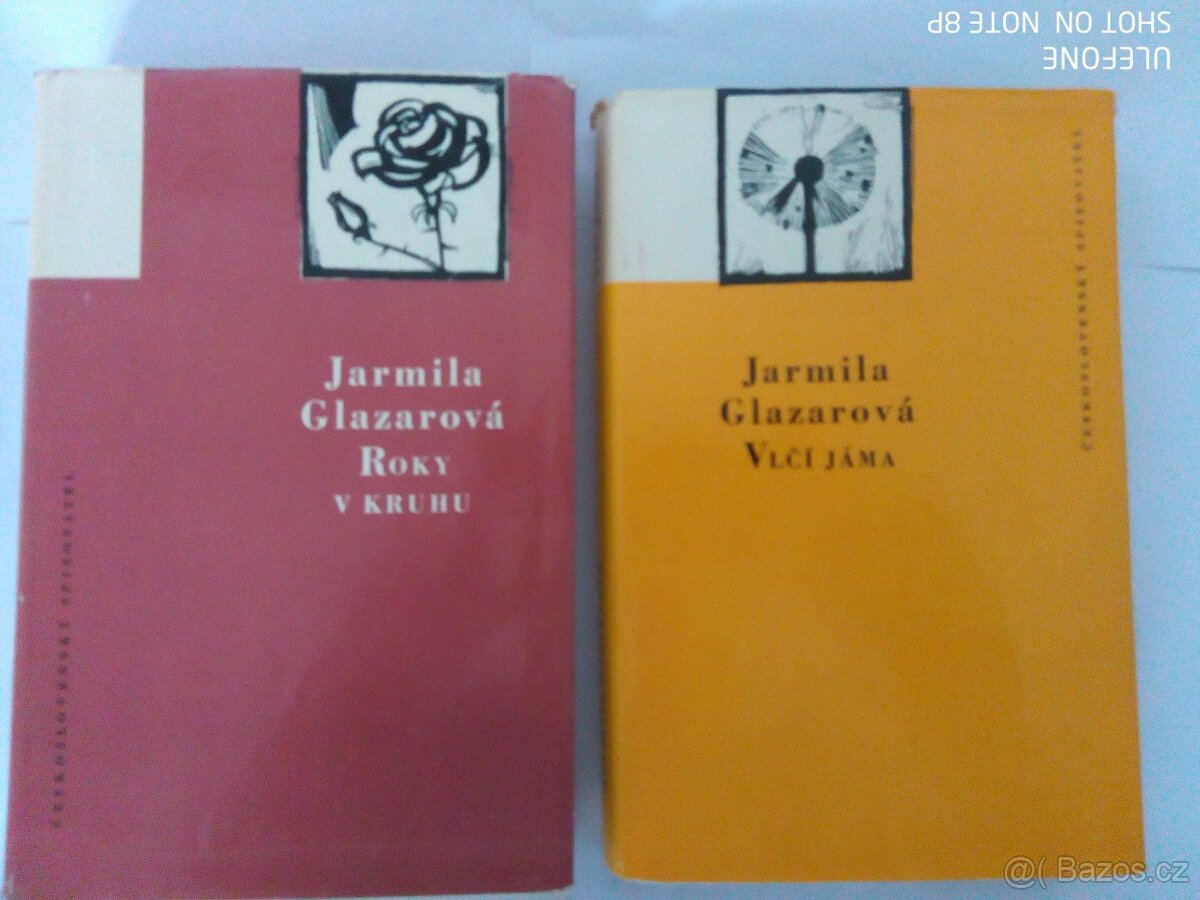 ULEFONE
SHOT ON NOTE 8P
Jarmila
Glazarová
ROKY
V KRUHU
ČESKOSLOVENSKÝ SPISOVATEL
Jarmila
Glazarová
VLČÍ JÁMA
ČESKOSLOVENSKÝ SPISOVATEL
@( Bazos.cz